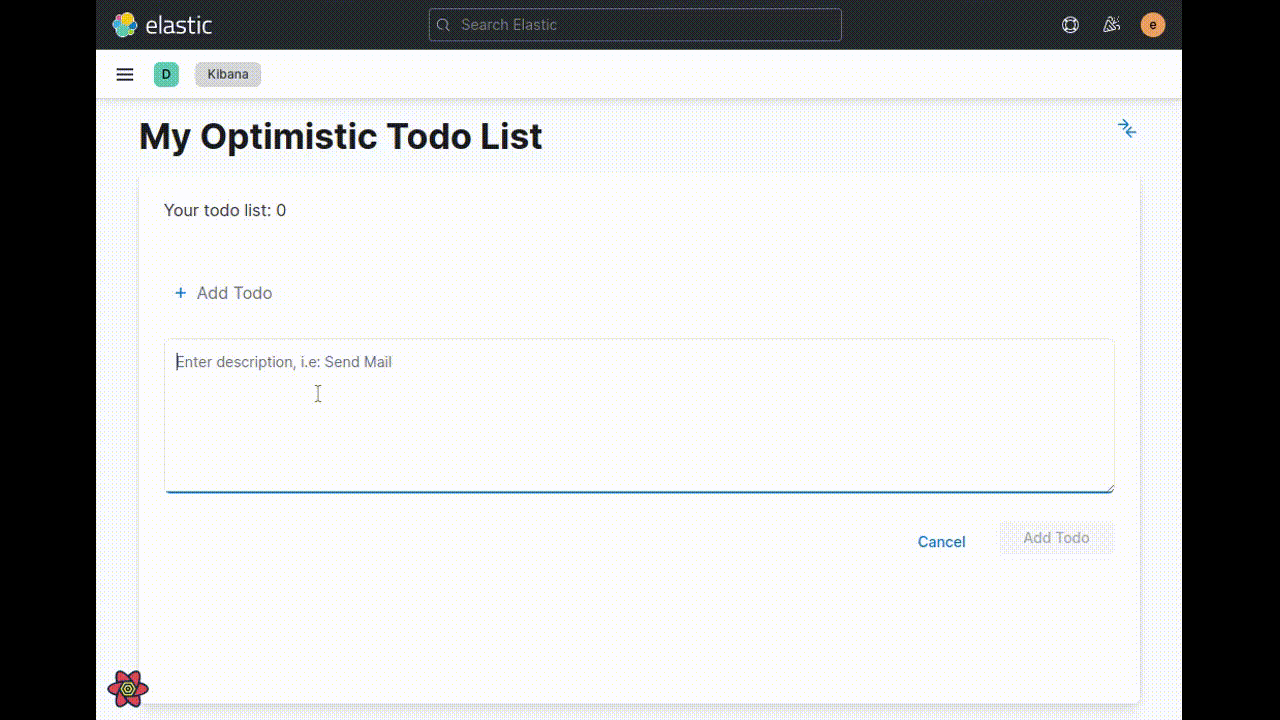 elastic
Search Elastic
e
D
Kibana
My Optimistic Todo List
Your todo list: 0
+ Add Todo
Enter description, i.e: Send Mail
Cancel
Add Todo